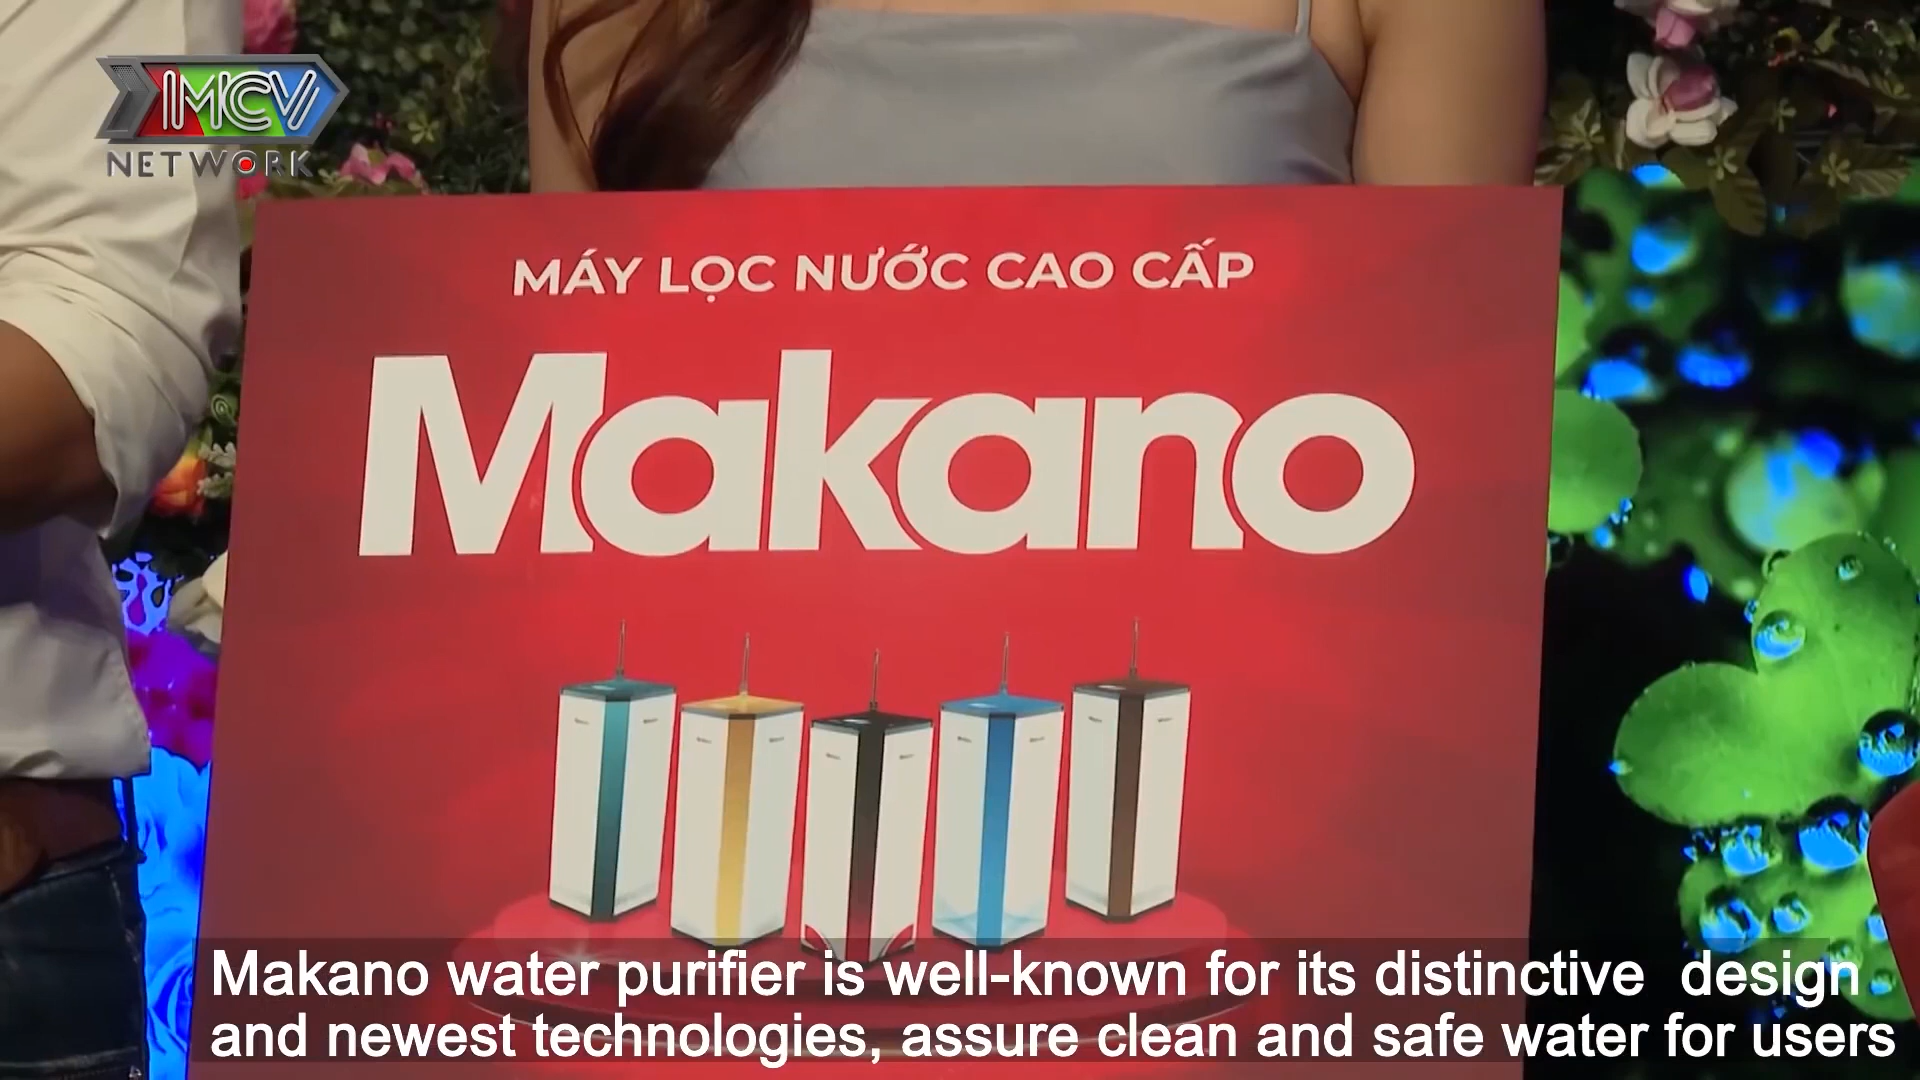 MCV
NETWORK
MÁY LỌC NƯỚC CAO CẤP
Makano
Makano water purifier is well-known for its distinctive design
and newest technologies, assure clean and safe water for users